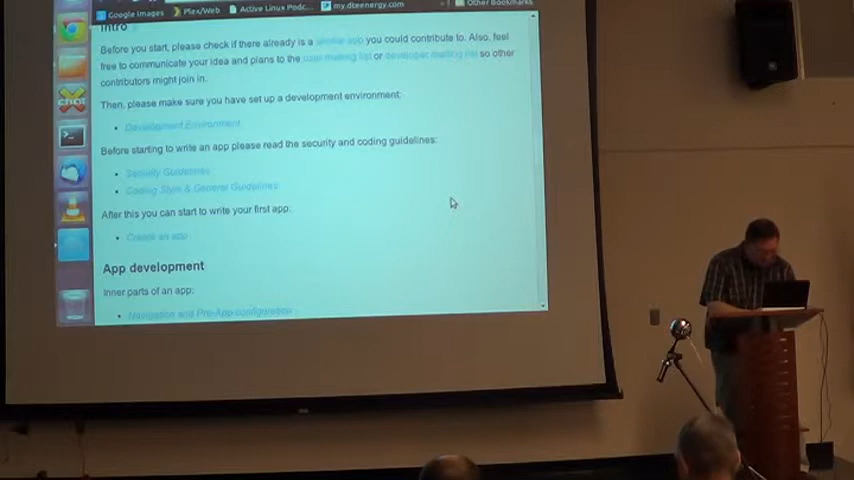 Google Images Plex/Web Active Linux Podc... my.dteenergy.com Other Bookmarks
Intro
Before you start, please check if there already is a similar app you could contribute to. Also, feel
free to communicate your idea and plans to the user mailing list or developer mailing list so other
contributors might join in.
Then, please make sure you have set up a development environment:
Development Environment
Before starting to write an app please read the security and coding guidelines:
Security Guidelines
Coding Style & General Guidelines
After this you can start to write your first app:
Create an app
App development
Inner parts of an app:
Navigation and Pre-App configuration
chat